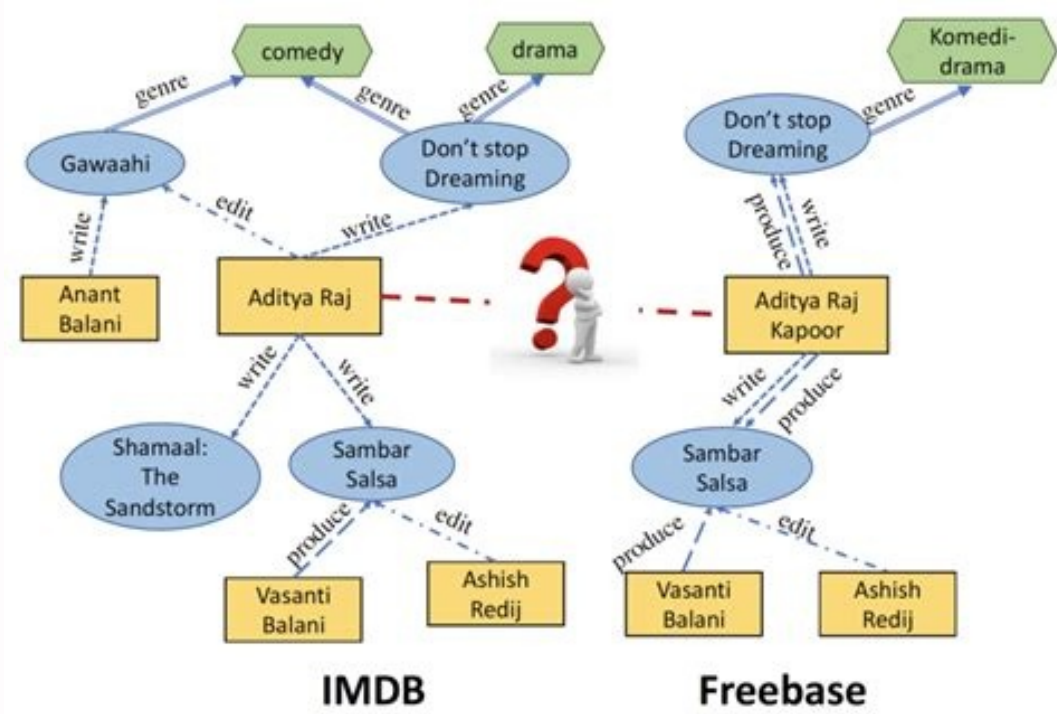 comedy
drama
Komedi-
drama
genre
genre
genre
genre
Gawaahi
Don't stop
Dreaming
Don't stop
Dreaming
write
edit
write
produce
write
Anant
Balani
Aditya Raj
?
Aditya Raj
Kapoor
write
write
write
produce
Shamaal:
The
Sandstorm
Sambar
Salsa
Sambar
Salsa
produce
edit
produce
edit
Vasanti
Balani
Ashish
Redij
Vasanti
Balani
Ashish
Redij
IMDB
Freebase